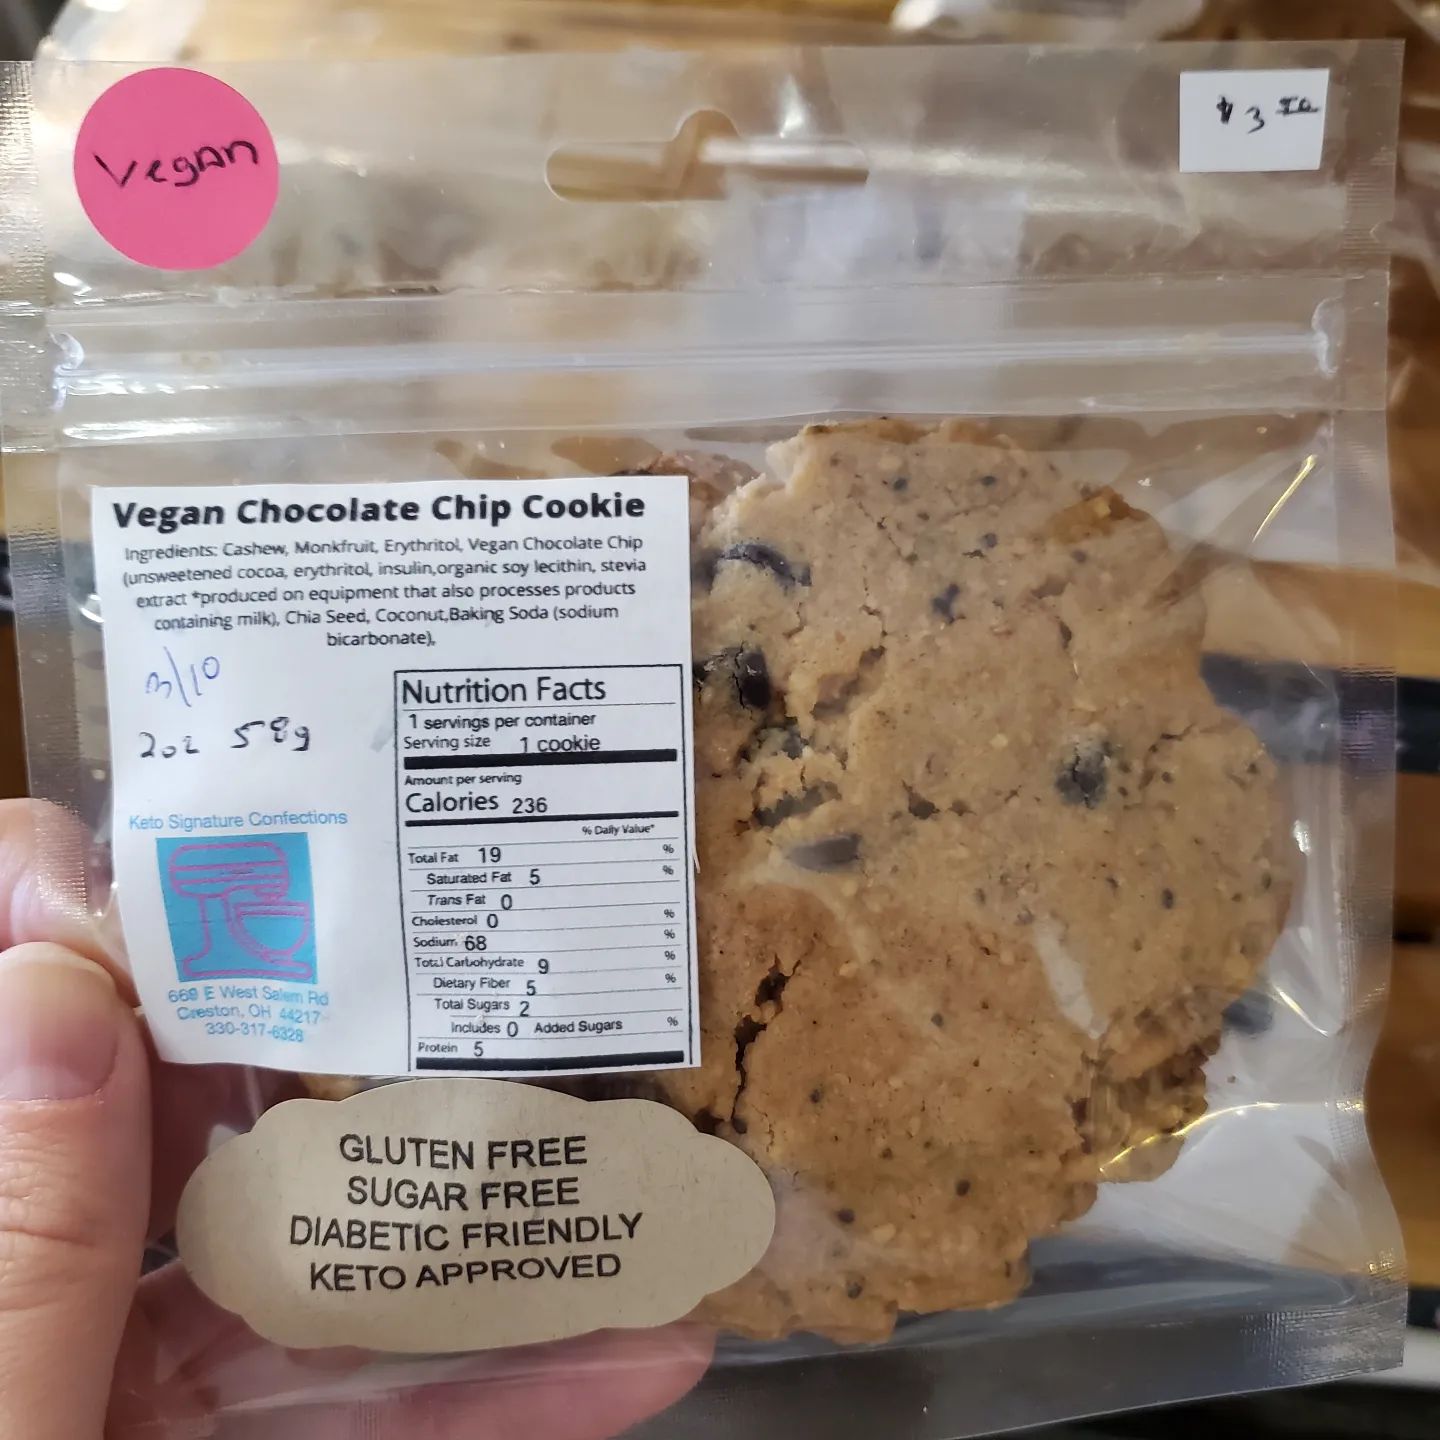 Vegan
$3 50
Vegan Chocolate Chip Cookie
Ingredients: Cashew, Monkfruit, Erythritol, Vegan Chocolate Chip
(unsweetened cocoa, erythritol, insulin,organic soy lecithin, stevia
extract *produced on equipment that also processes products
containing milk), Chia Seed, Coconut,Baking Soda (sodium
bicarbonate),
3/10
2oz 58g
Keto Signature Confections
669 E West Salem Rd
Creston, OH 44217
330-317-6328
Nutrition Facts
1 servings per container
Serving size 1 cookie
Amount per serving
Calories 236
% Daily Value*
Total Fat 19 %
Saturated Fat 5 %
Trans Fat 0
Cholesterol 0 %
Sodium 68 %
Total Carbohydrate 9 %
Dietary Fiber 5 %
Total Sugars 2
Includes 0 Added Sugars %
Protein 5
GLUTEN FREE
SUGAR FREE
DIABETIC FRIENDLY
KETO APPROVED